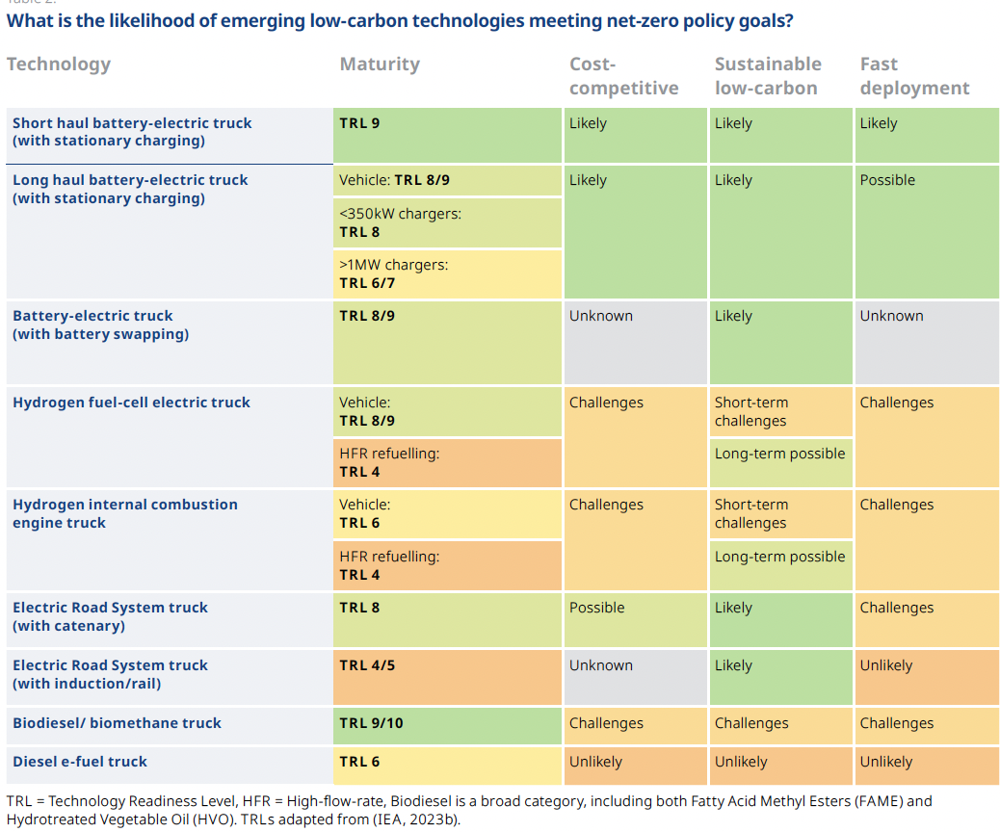 Table 2.
What is the likelihood of emerging low-carbon technologies meeting net-zero policy goals?
Technology
Maturity
Cost-
competitive
Sustainable
low-carbon
Fast
deployment
Short haul battery-electric truck
(with stationary charging)
TRL 9
Likely
Likely
Likely
Long haul battery-electric truck
(with stationary charging)
Vehicle: TRL 8/9
<350kW chargers:
TRL 8
>1MW chargers:
TRL 6/7
Likely
Likely
Possible
Battery-electric truck
(with battery swapping)
TRL 8/9
Unknown
Likely
Unknown
Hydrogen fuel-cell electric truck
Vehicle:
TRL 8/9
HFR refuelling:
TRL 4
Challenges
Short-term
challenges
Long-term possible
Challenges
Hydrogen internal combustion
engine truck
Vehicle:
TRL 6
HFR refuelling:
TRL 4
Challenges
Short-term
challenges
Long-term possible
Challenges
Electric Road System truck
(with catenary)
TRL 8
Possible
Likely
Challenges
Electric Road System truck
(with induction/rail)
TRL 4/5
Unknown
Likely
Unlikely
Biodiesel/ biomethane truck
TRL 9/10
Challenges
Challenges
Challenges
Diesel e-fuel truck
TRL 6
Unlikely
Unlikely
Unlikely
TRL = Technology Readiness Level, HFR = High-flow-rate, Biodiesel is a broad category, including both Fatty Acid Methyl Esters (FAME) and
Hydrotreated Vegetable Oil (HVO). TRLs adapted from (IEA, 2023b).